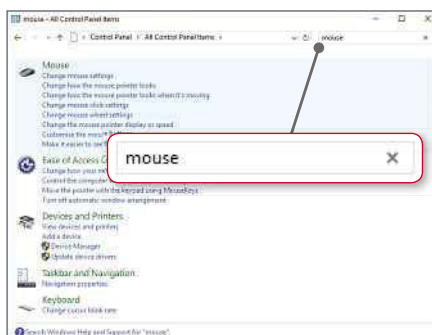 mouse - All Control Panel Items
Control Panel › All Control Panel Items ›
mouse
Mouse
Change mouse settings
Change how the mouse pointer looks
Change how the mouse pointer looks when it's moving
Change mouse click settings
Change mouse wheel settings
Change the mouse pointer display or speed
Customise the mouse
Make it easier to see
mouse
Ease of Access C
Change how your
Control the computer
Move the pointer with the keypad using MouseKeys
Turn off automatic window arrangement
Devices and Printers
View devices and printers
Add a device
Device Manager
Update device drivers
Taskbar and Navigation
Navigation properties
Keyboard
Change cursor blink rate
Search Windows Help and Support for "mouse"